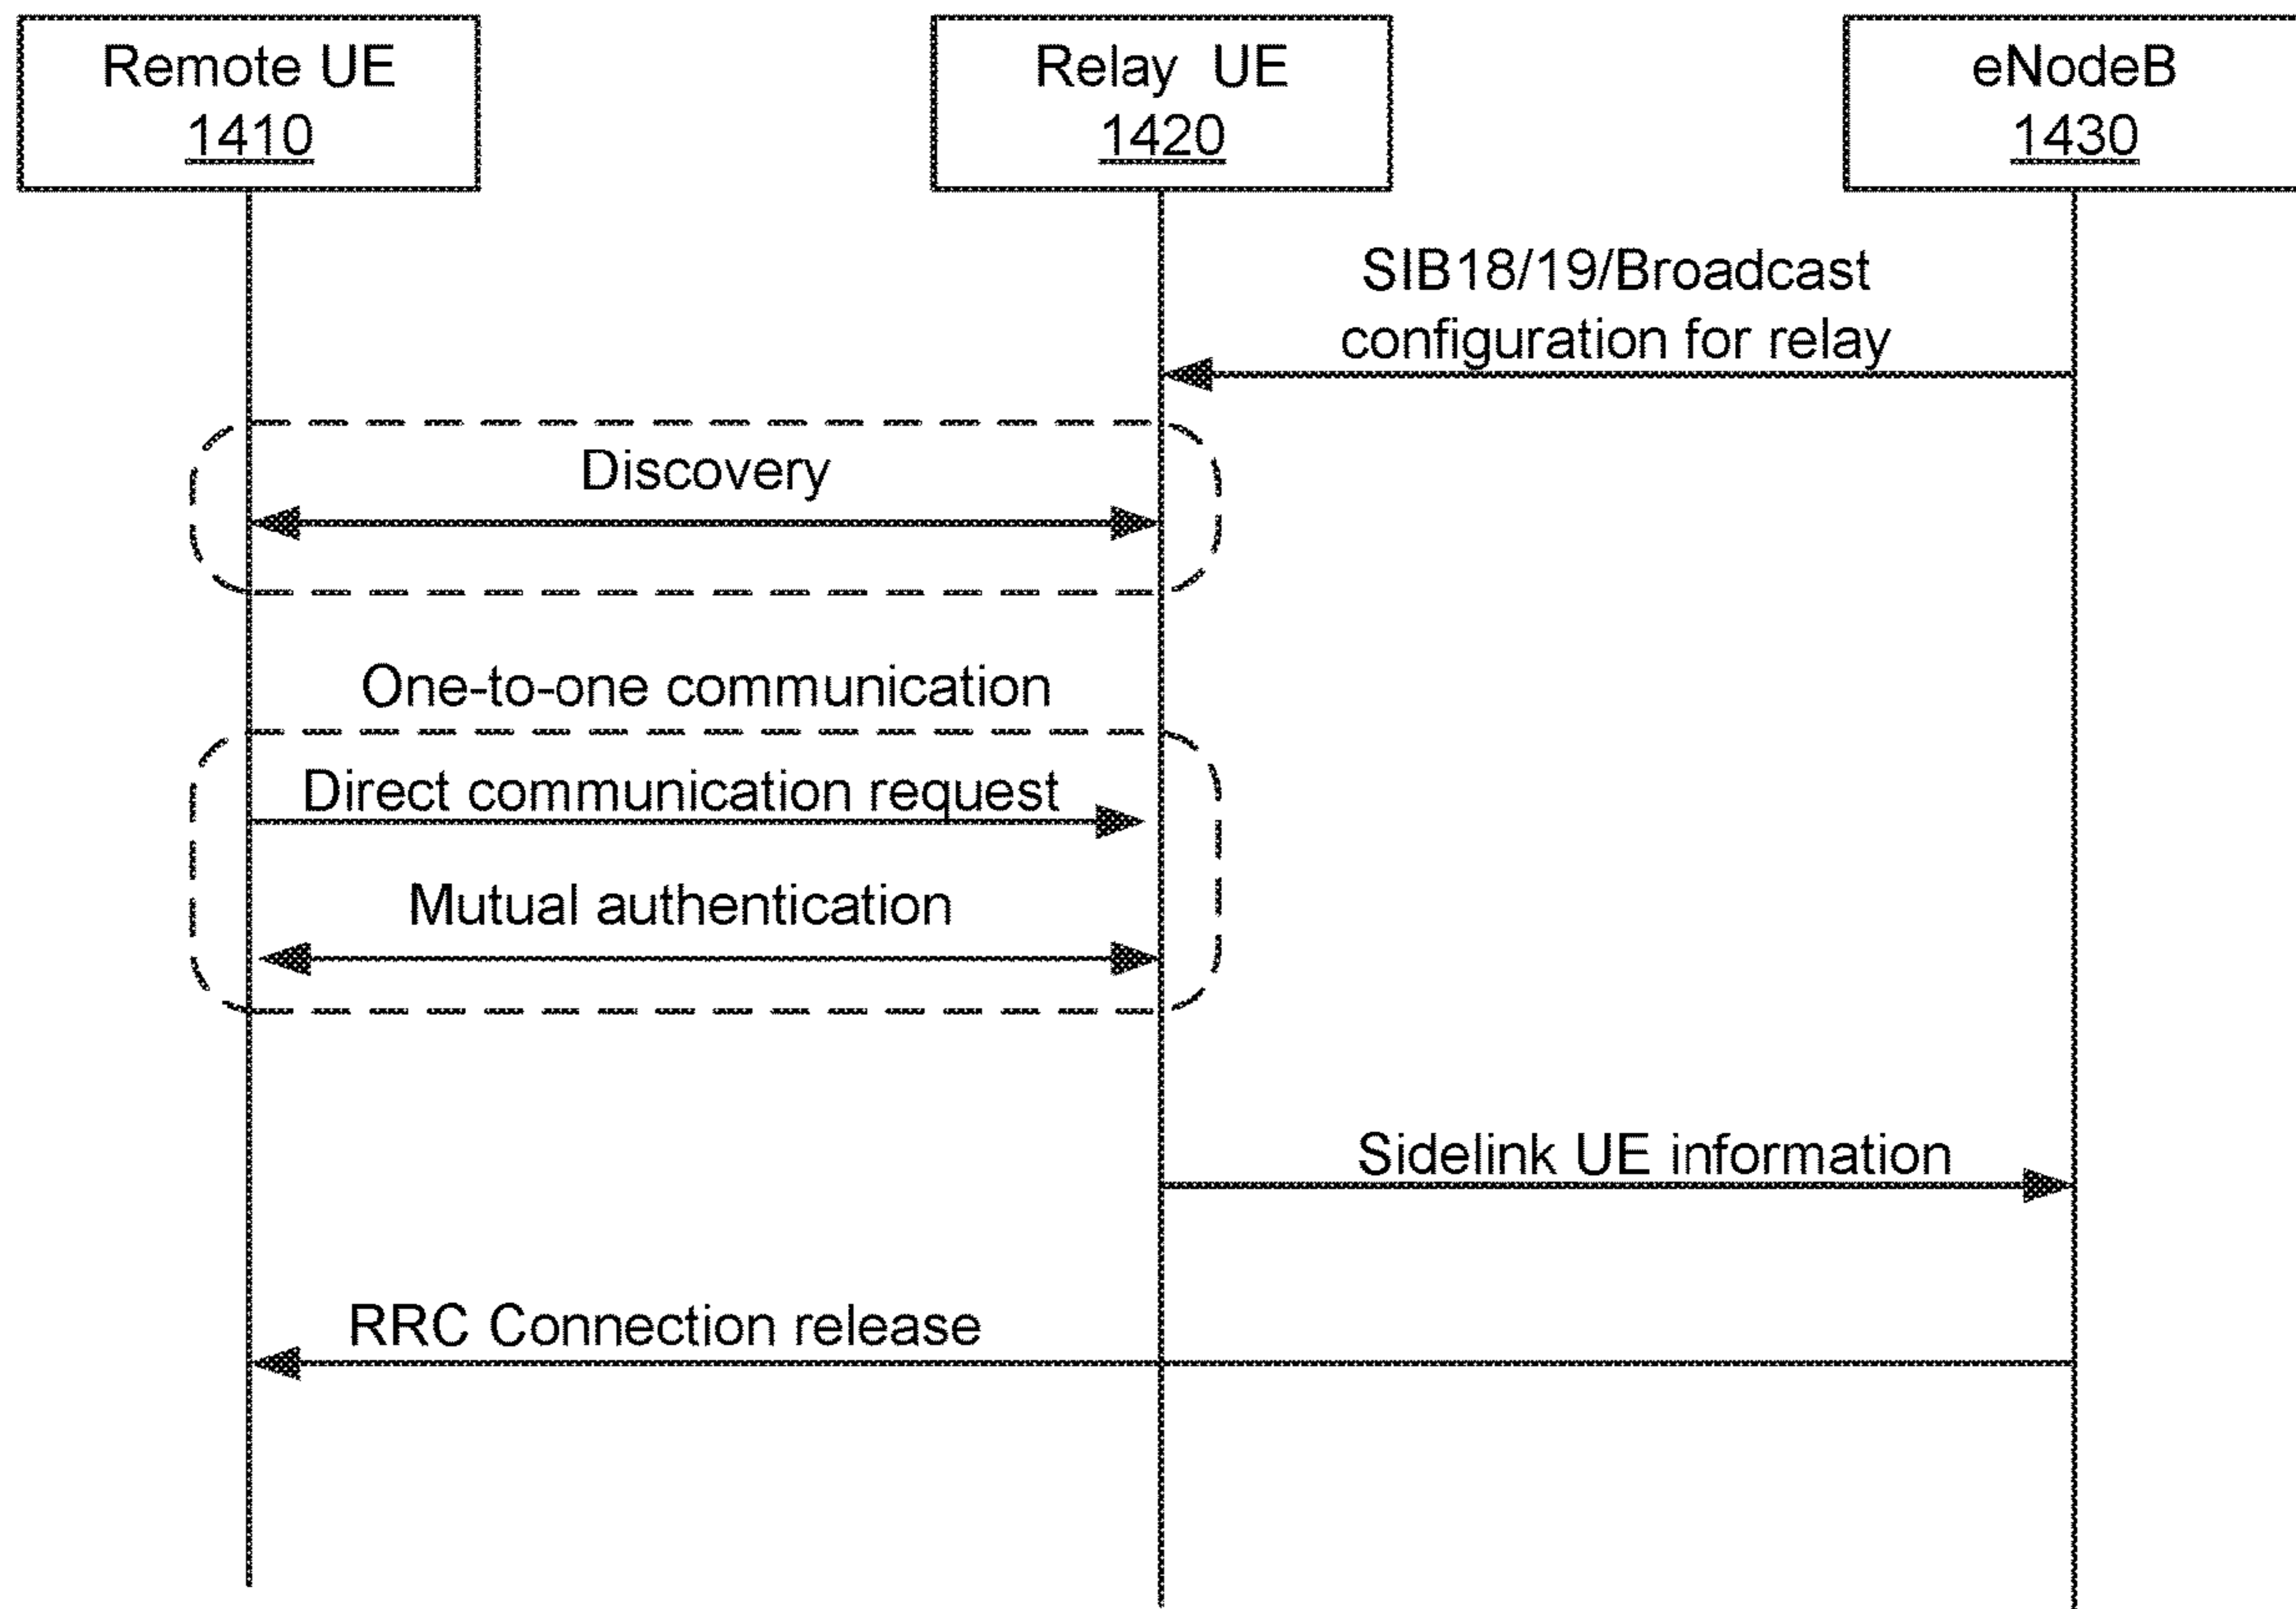 Remote UE
1410
Relay UE
1420
eNodeB
1430
SIB18/19/Broadcast
configuration for relay
Discovery
One-to-one communication
Direct communication request
Mutual authentication
Sidelink UE information
RRC Connection release